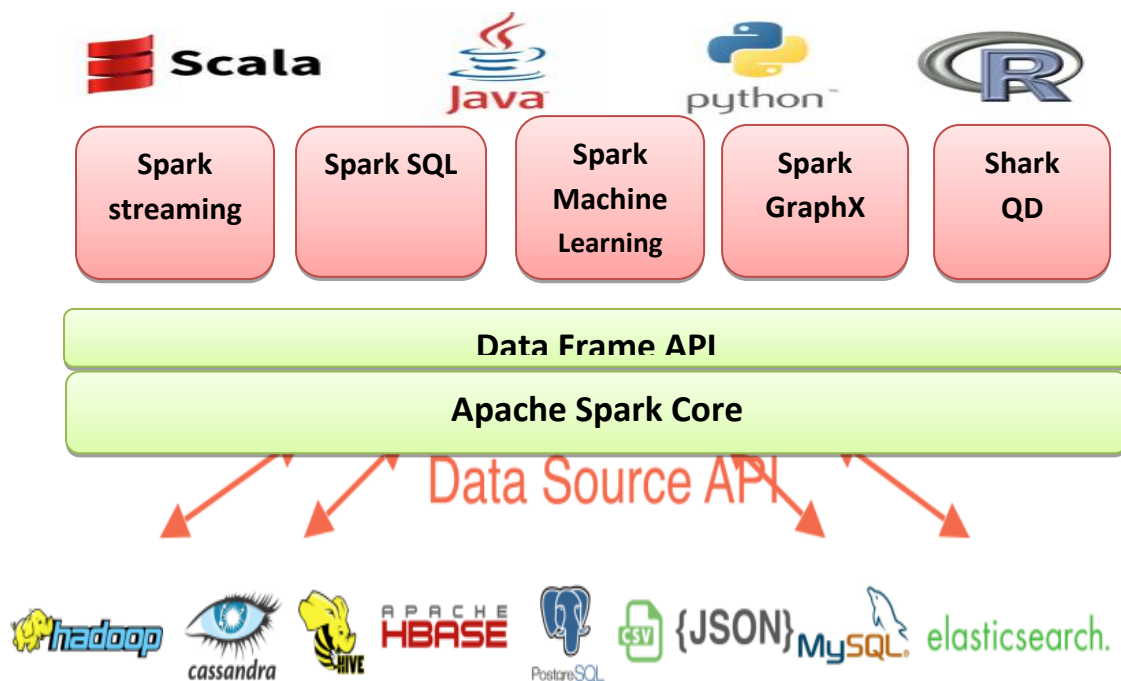 Scala
Java
python™
R
Spark
streaming
Spark SQL
Spark
Machine
Learning
Spark
GraphX
Shark
QD
Data Frame API
Apache Spark Core
Data Source API
hadoop
cassandra
HIVE
APACHE
HBASE
PostgreSQL
CSV
{JSON}
MySQL®
elasticsearch.